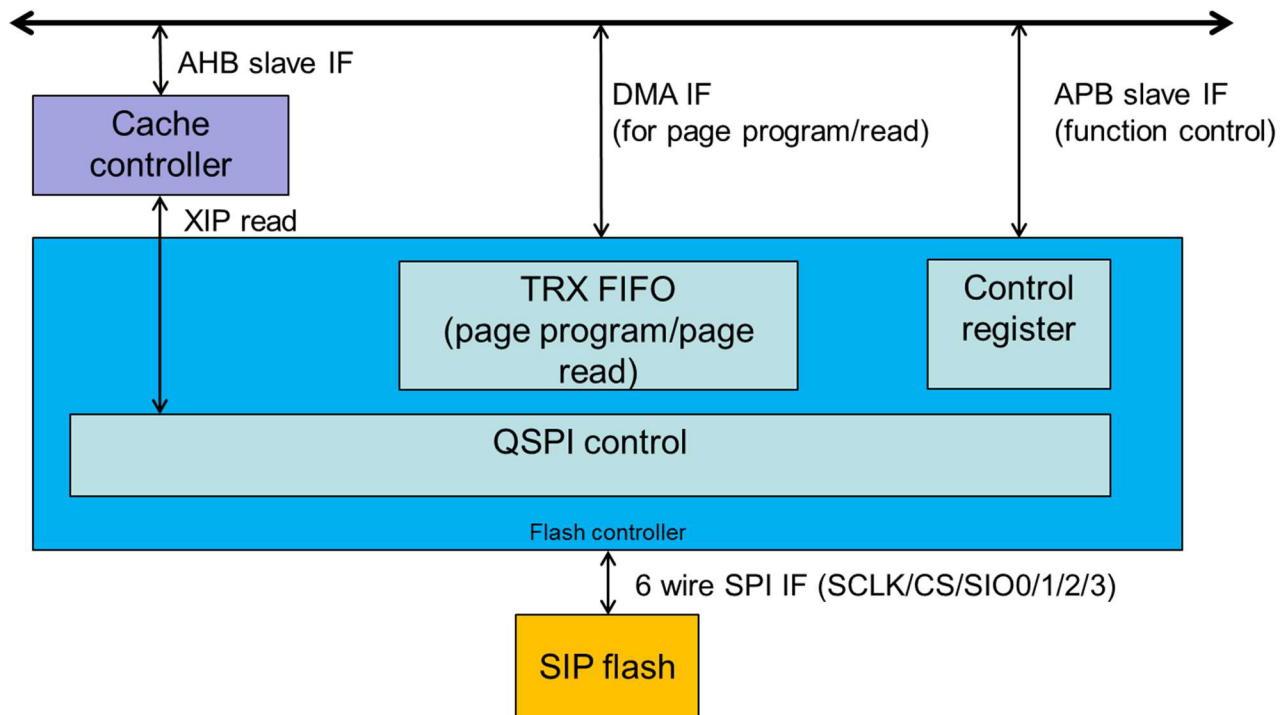 AHB slave IF
Cache
controller
XIP read
DMA IF
(for page program/read)
APB slave IF
(function control)
TRX FIFO
(page program/page
read)
Control
register
QSPI control
Flash controller
6 wire SPI IF (SCLK/CS/SIO0/1/2/3)
SIP flash